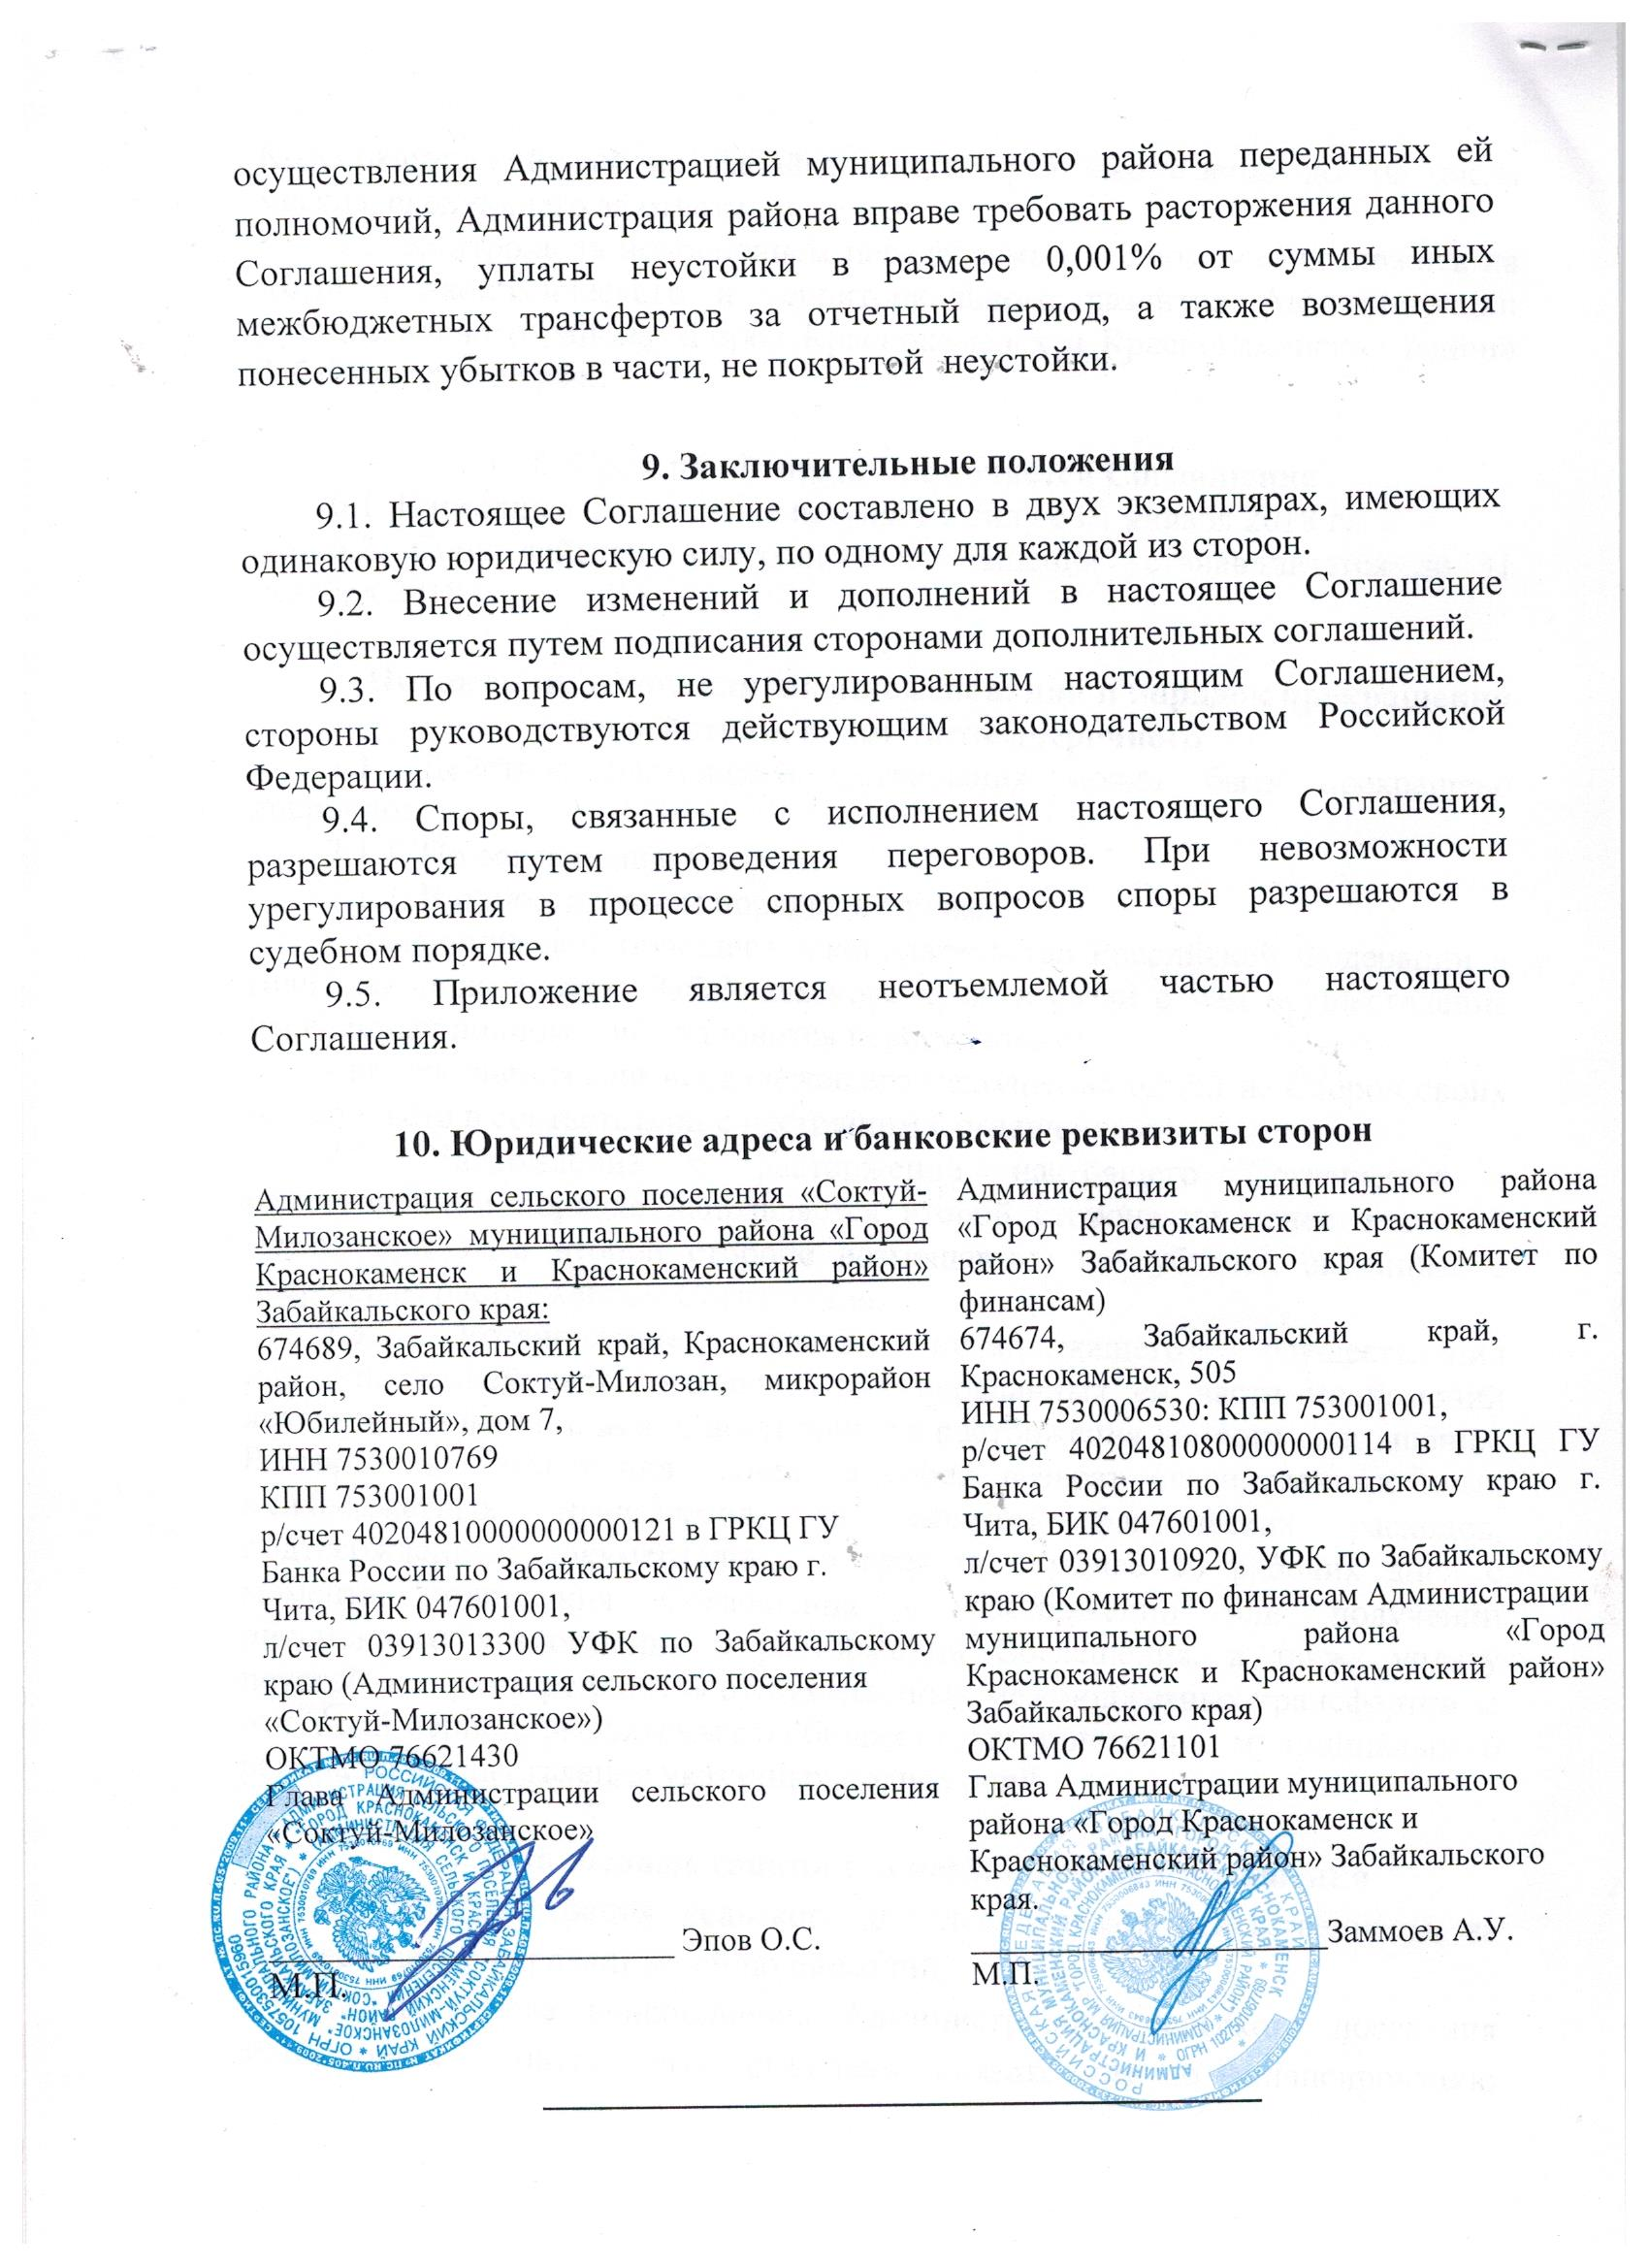 осуществления Администрацией муниципального района переданных ей
полномочий, Администрация района вправе требовать расторжения данного
Соглашения, уплаты неустойки в размере 0,001% от суммы иных
межбюджетных трансфертов за отчетный период, а также возмещения
понесенных убытков в части, не покрытой неустойки.
9. Заключительные положения
9.1. Настоящее Соглашение составлено в двух экземплярах, имеющих
одинаковую юридическую силу, по одному для каждой из сторон.
9.2. Внесение изменений и дополнений в настоящее Соглашение
осуществляется путем подписания сторонами дополнительных соглашений.
9.3. По вопросам, не урегулированным настоящим Соглашением,
стороны руководствуются действующим законодательством Российской
Федерации.
9.4. Споры, связанные с исполнением настоящего Соглашения,
разрешаются путем проведения переговоров. При невозможности
урегулирования в процессе спорных вопросов споры разрешаются в
судебном порядке.
9.5. Приложение является неотъемлемой частью настоящего
Соглашения.
10. Юридические адреса и банковские реквизиты сторон
Администрация сельского поселения «Соктуй-
Милозанское» муниципального района «Город
Краснокаменск и Краснокаменский район»
Забайкальского края:
674689, Забайкальский край, Краснокаменский
район, село Соктуй-Милозан, микрорайон
«Юбилейный», дом 7,
ИНН 7530010769
КПП 753001001
р/счет 40204810000000000121 в ГРКЦ ГУ
Банка России по Забайкальскому краю г.
Чита, БИК 047601001,
л/счет 03913013300 УФК по Забайкальскому
краю (Администрация сельского поселения
«Соктуй-Милозанское»)
ОКТМО 76621430
Глава Администрации сельского поселения
«Соктуй-Милозанское»
Эпов О.С.
М.П.
Администрация муниципального района
«Город Краснокаменск и Краснокаменский
район» Забайкальского края (Комитет по
финансам)
674674, Забайкальский край, г.
Краснокаменск, 505
ИНН 7530006530: КПП 753001001,
р/счет 40204810800000000114 в ГРКЦ ГУ
Банка России по Забайкальскому краю г.
Чита, БИК 047601001,
л/счет 03913010920, УФК по Забайкальскому
краю (Комитет по финансам Администрации
муниципального района «Город
Краснокаменск и Краснокаменский район»
Забайкальского края)
ОКТМО 76621101
Глава Администрации муниципального
района «Город Краснокаменск и
Краснокаменский район» Забайкальского
края.
Заммоев А.У.
М.П.